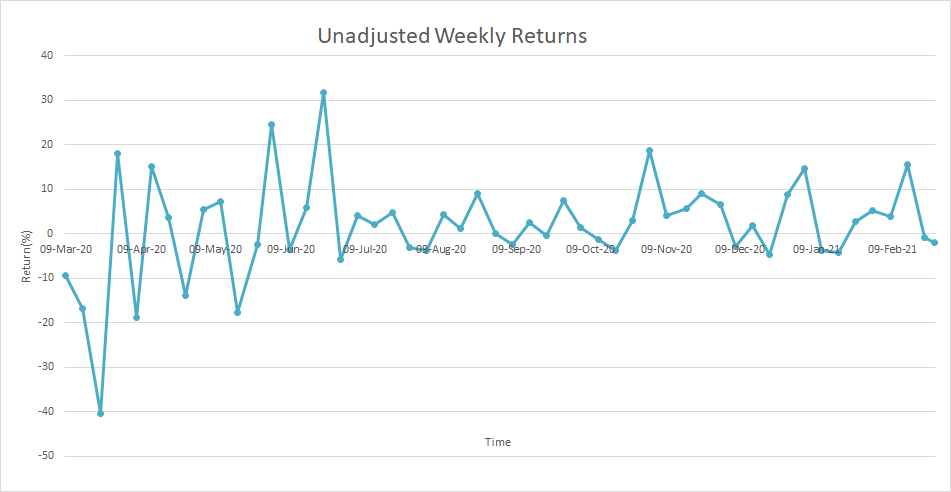 Unadjusted Weekly Returns
40
30
20
10
0
-10
-20
-30
-40
-50
Return(%)
09-Mar-20 09-Apr-20 09-May-20 09-Jun-20 09-Jul-20 09-Aug-20 09-Sep-20 09-Oct-20 09-Nov-20 09-Dec-20 09-Jan-21 09-Feb-21
Time